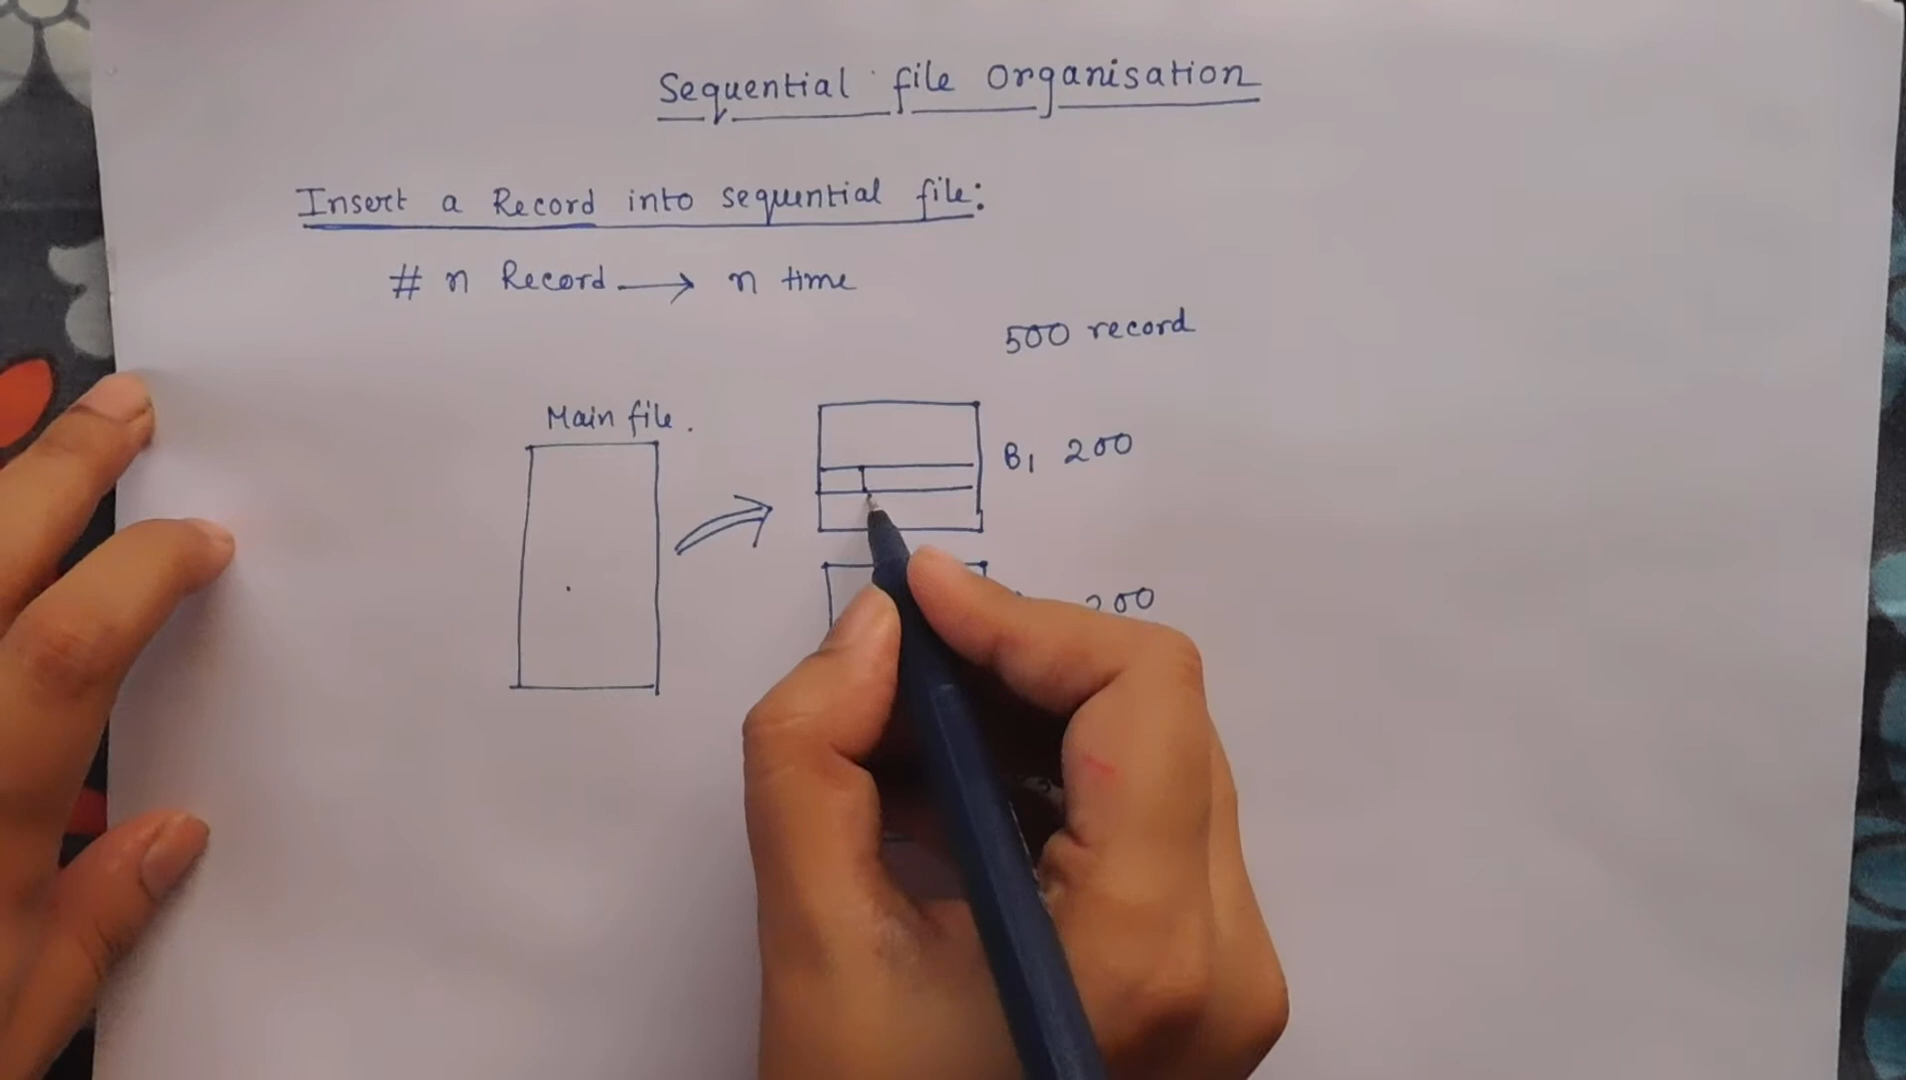 Sequential file organisation
Insert a Record into sequential file:
# n Record → n time
500 record
Main file.
B1 200
200